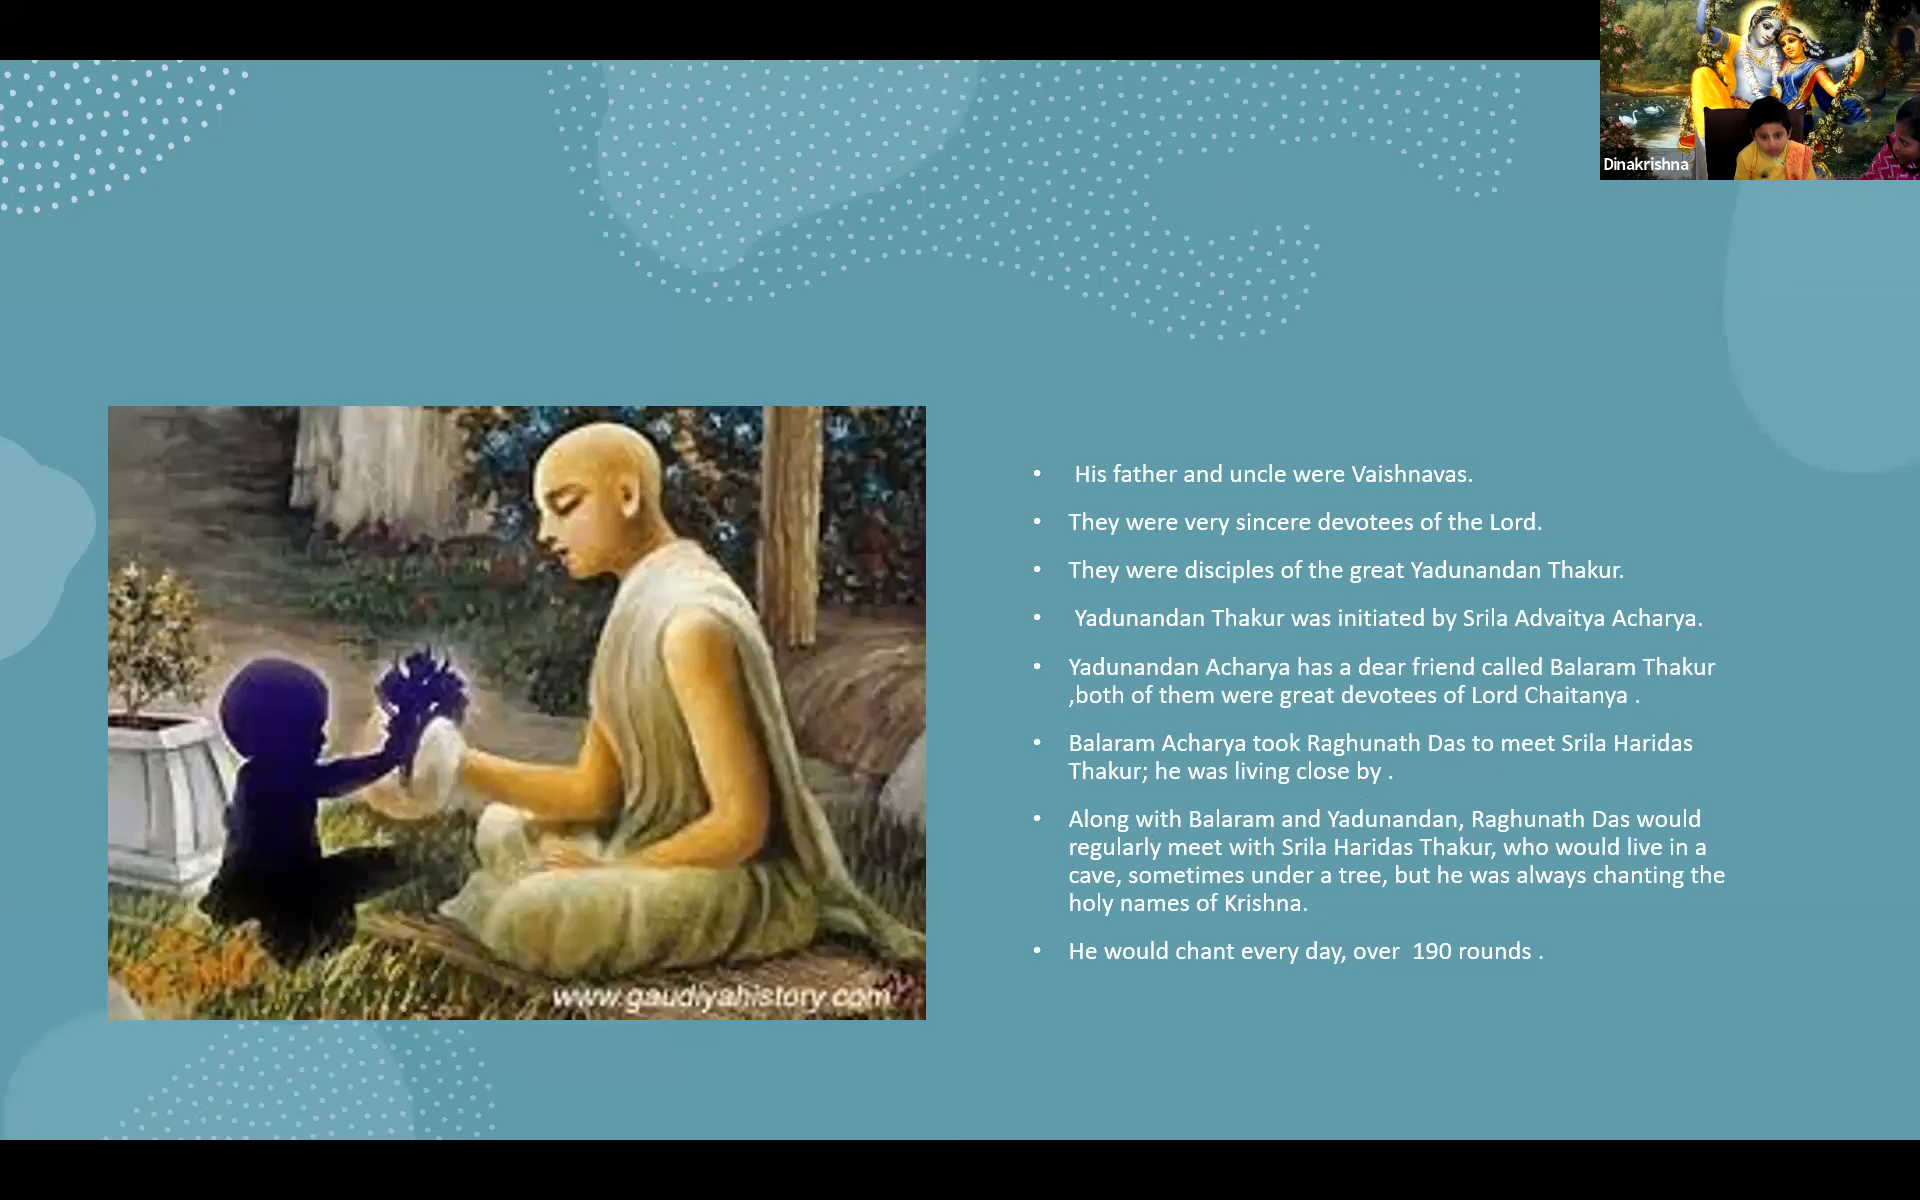 Dinakrishna
• His father and uncle were Vaishnavas.
• They were very sincere devotees of the Lord.
• They were disciples of the great Yadunandan Thakur.
• Yadunandan Thakur was initiated by Srila Advaitya Acharya.
• Yadunandan Acharya has a dear friend called Balaram Thakur
,both of them were great devotees of Lord Chaitanya .
• Balaram Acharya took Raghunath Das to meet Srila Haridas
Thakur; he was living close by .
• Along with Balaram and Yadunandan, Raghunath Das would
regularly meet with Srila Haridas Thakur, who would live in a
cave, sometimes under a tree, but he was always chanting the
holy names of Krishna.
• He would chant every day, over  190 rounds .
www.gaudiyahistory.com